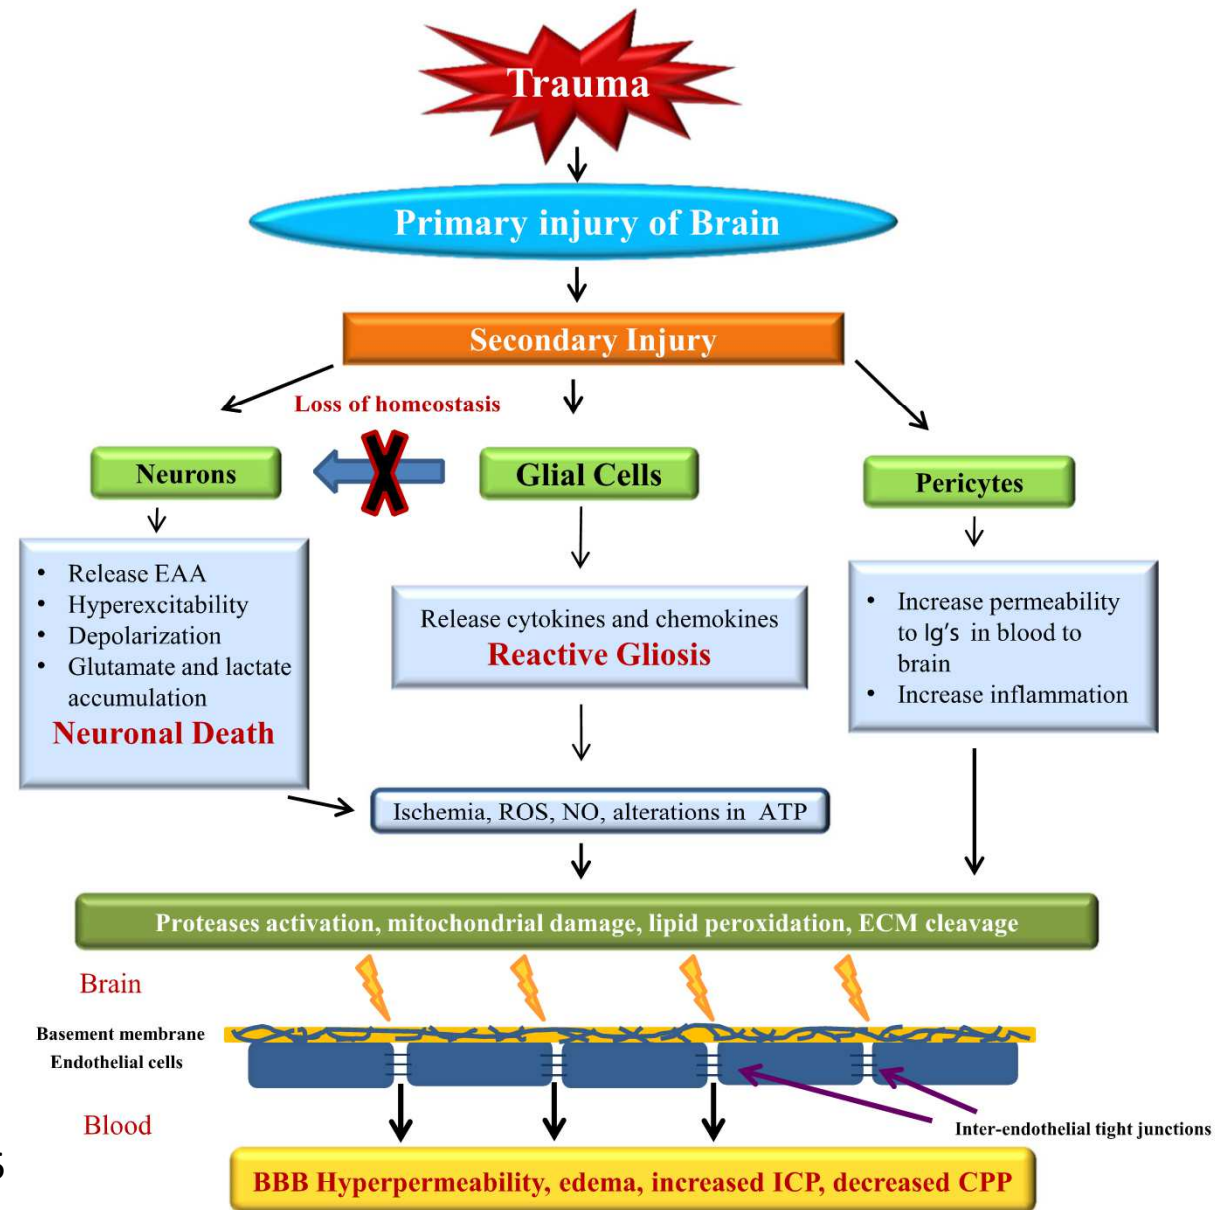 Trauma
Primary injury of Brain
Secondary Injury
Loss of homeostasis
Neurons
Glial Cells
Pericytes
• Release EAA
• Hyperexcitability
• Depolarization
• Glutamate and lactate
accumulation
Neuronal Death
Release cytokines and chemokines
Reactive Gliosis
• Increase permeability
to Ig's in blood to
brain
• Increase inflammation
Ischemia, ROS, NO, alterations in ATP
Proteases activation, mitochondrial damage, lipid peroxidation, ECM cleavage
Brain
Basement membrane
Endothelial cells
Blood
Inter-endothelial tight junctions
BBB Hyperpermeability, edema, increased ICP, decreased CPP